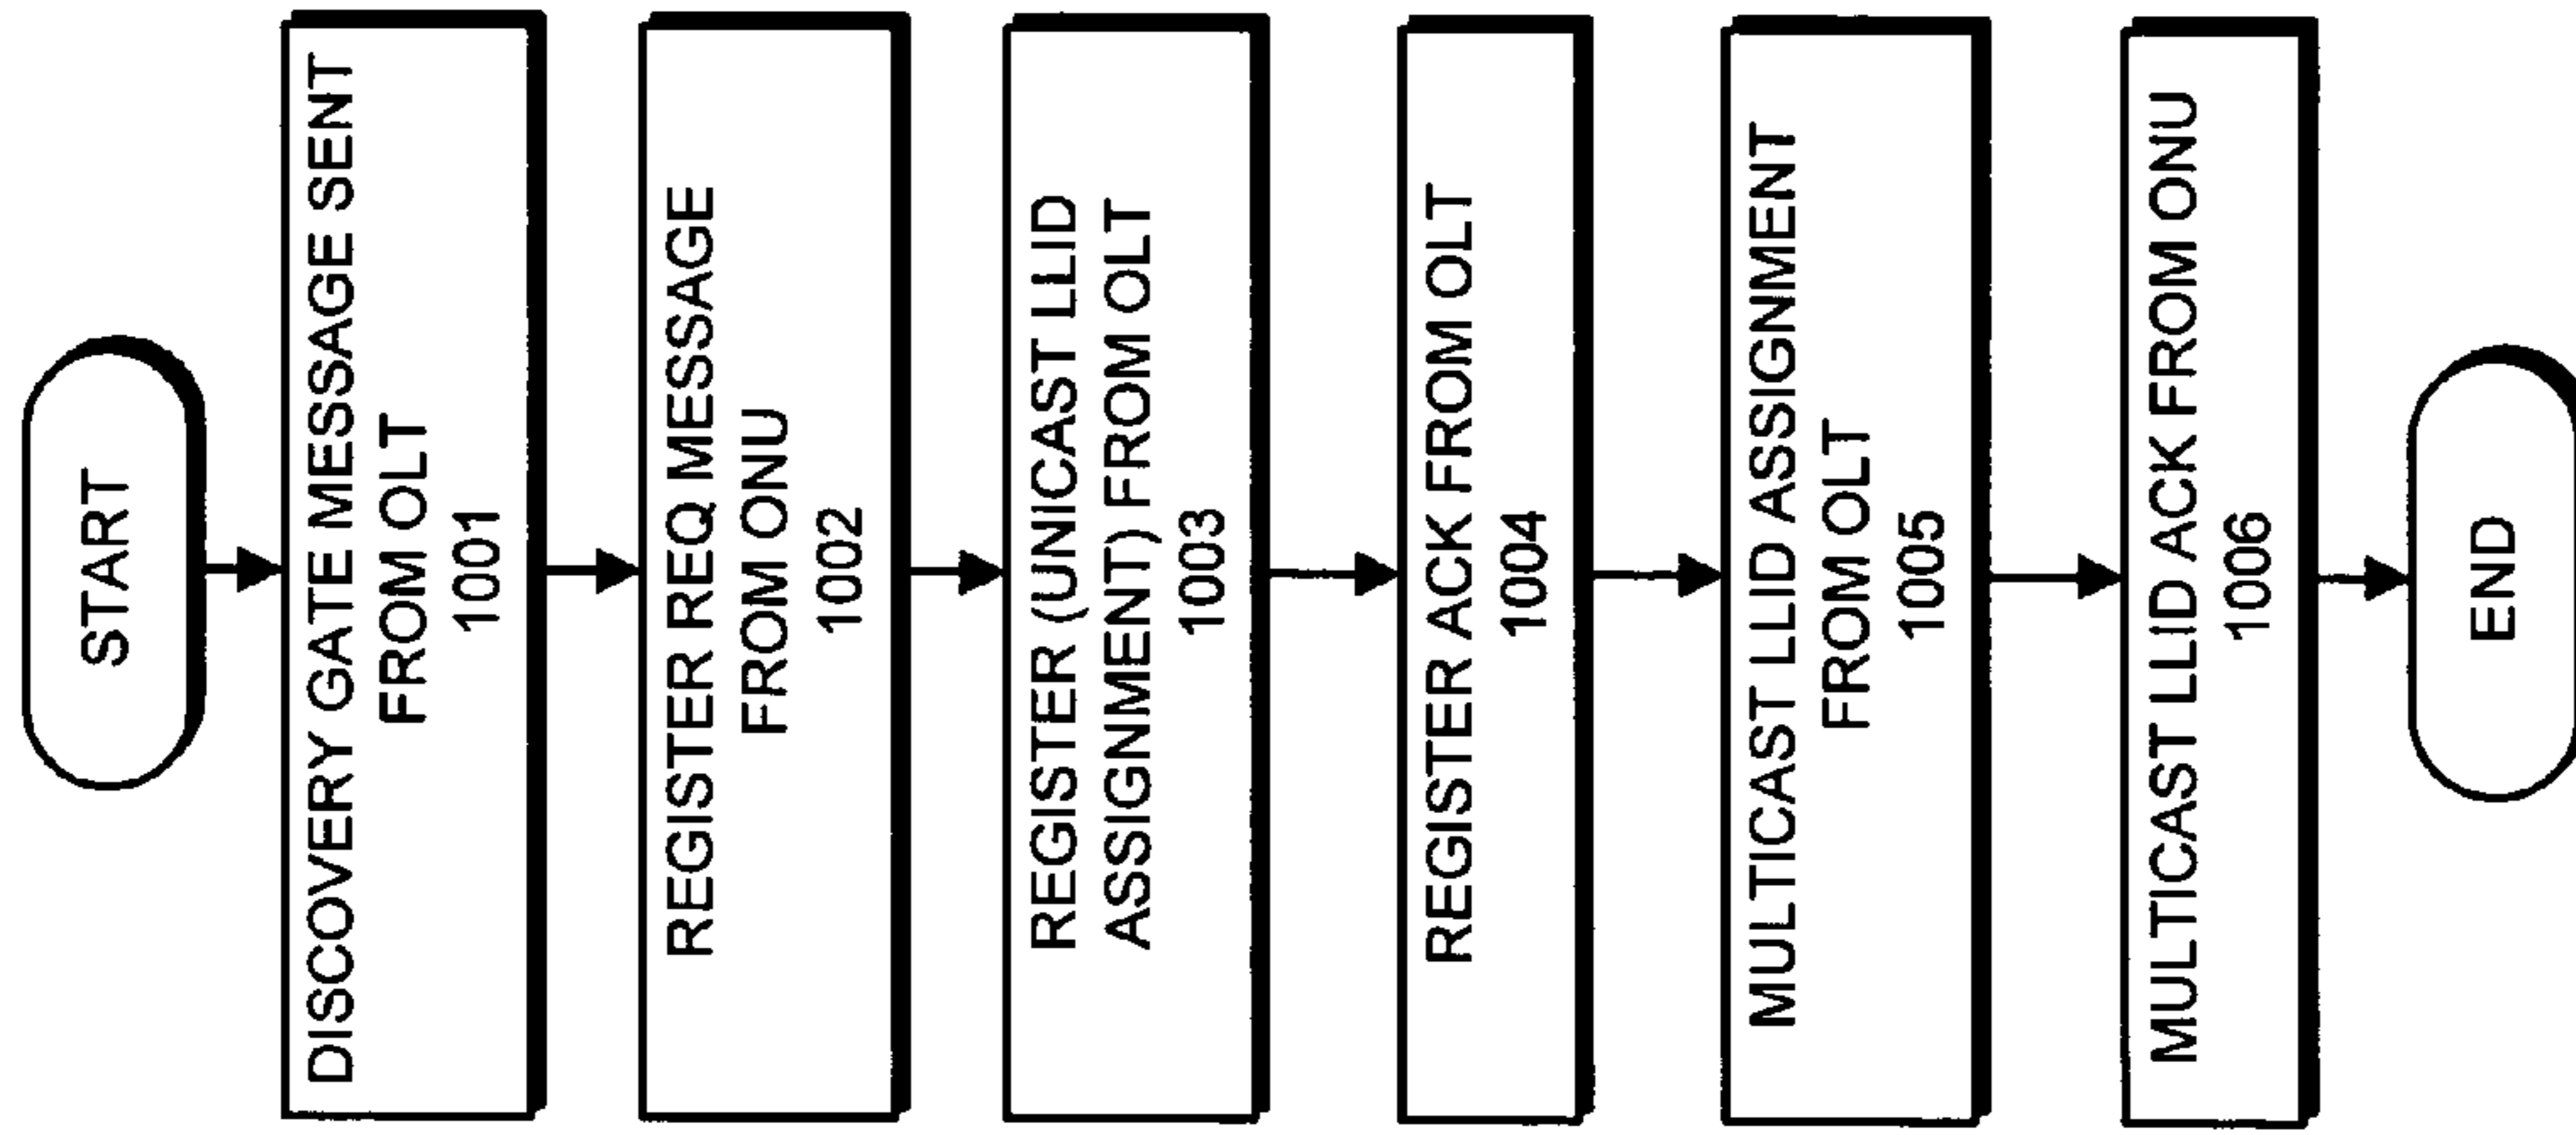 START
DISCOVERY GATE MESSAGE SENT
FROM OLT
1001
REGISTER REQ MESSAGE
FROM ONU
1002
REGISTER (UNICAST LLID
ASSIGNMENT) FROM OLT
1003
REGISTER ACK FROM OLT
1004
MULTICAST LLID ASSIGNMENT
FROM OLT
1005
MULTICAST LLID ACK FROM ONU
1006
END